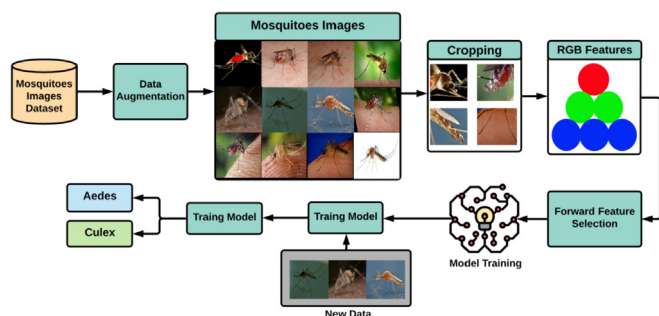 Mosquitoes Images
Cropping
RGB Features
Mosquitoes
Images
Dataset
Data
Augmentation
Aedes
Culex
Traing Model
Traing Model
Model Training
Forward Feature
Selection
New Data